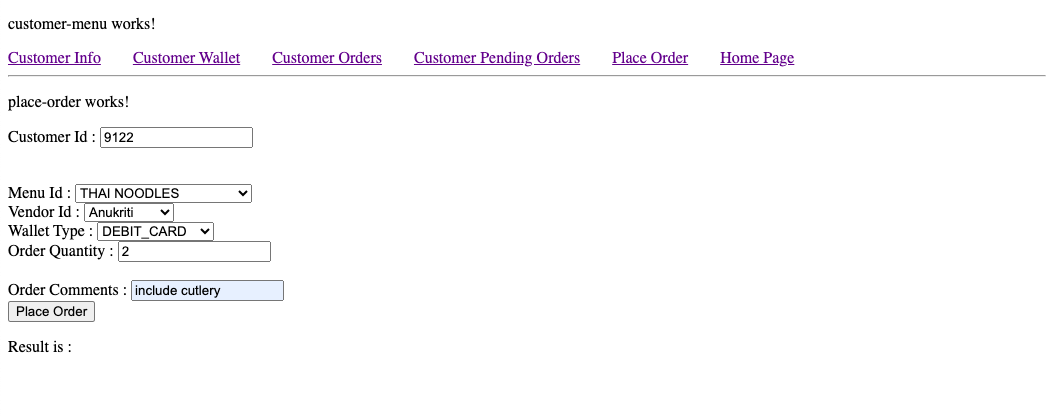 customer-menu works!
Customer Info Customer Wallet Customer Orders Customer Pending Orders Place Order Home Page
place-order works!
Customer Id : 9122
Menu Id : THAI NOODLES
Vendor Id : Anukriti
Wallet Type : DEBIT_CARD
Order Quantity : 2
Order Comments : include cutlery
Place Order
Result is :